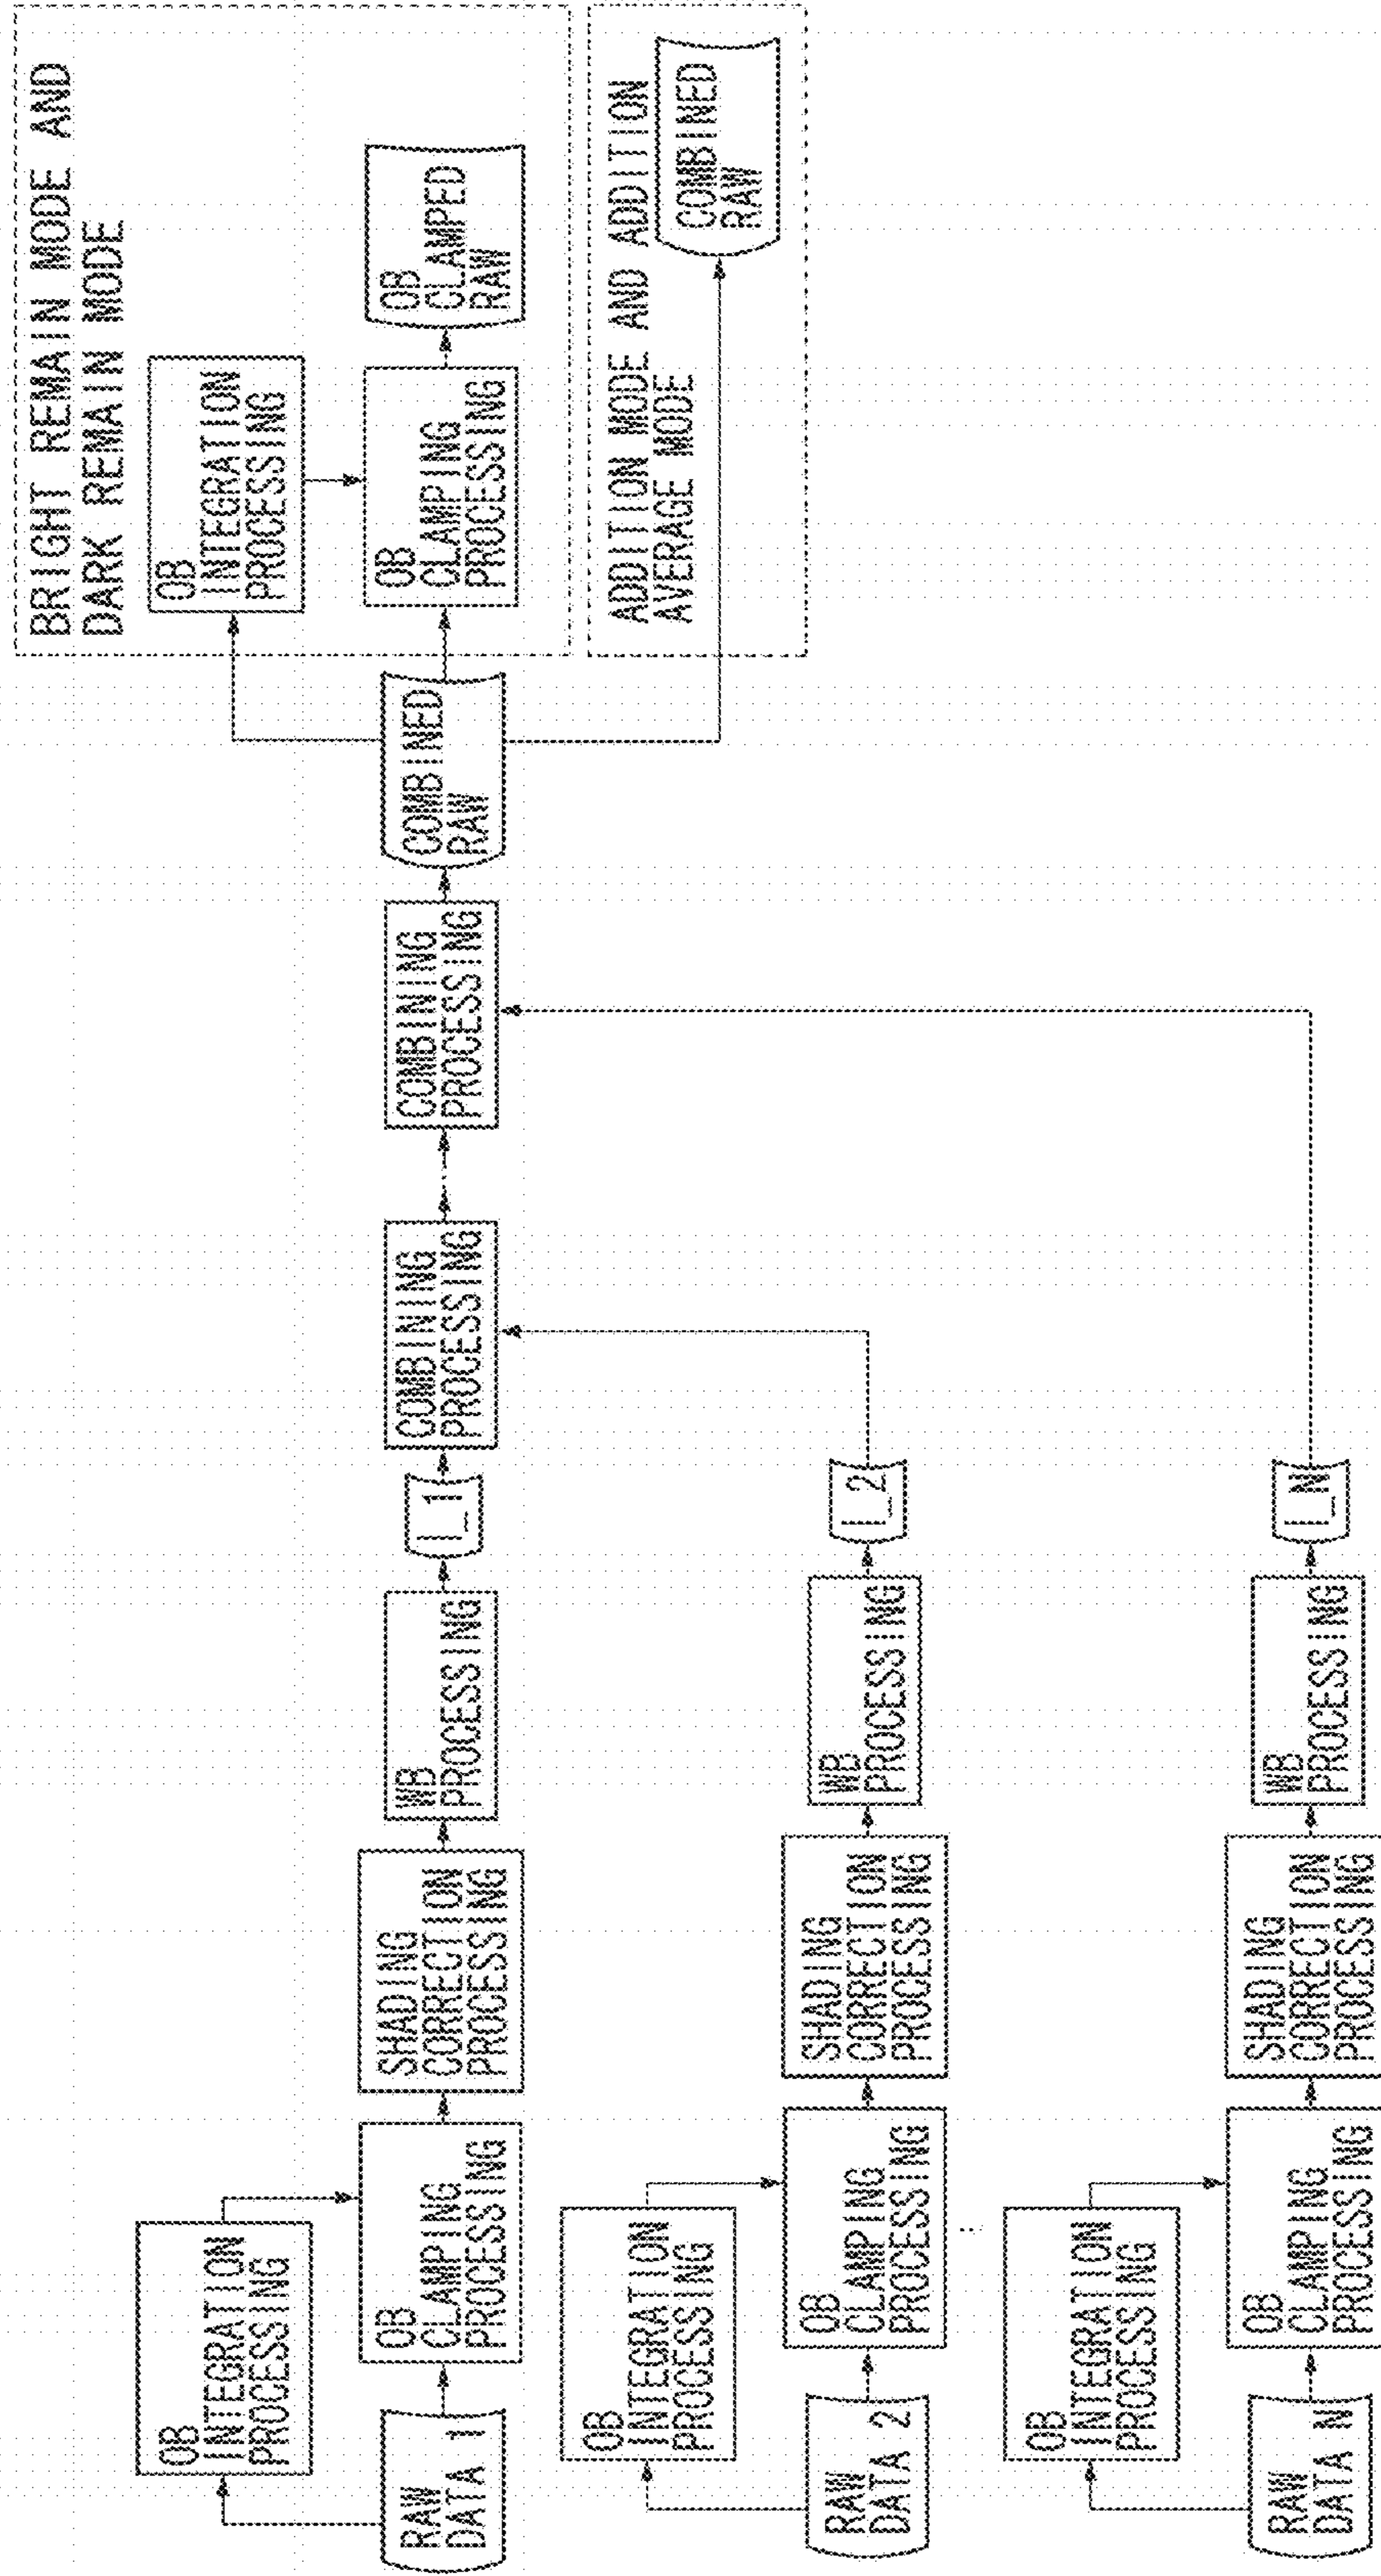 BRIGHT REMAIN MODE AND
DARK REMAIN MODE
OB
INTEGRATION
PROCESSING
OB
INTEGRATION
PROCESSING
RAW
DATA 1
OB
CLAMPING
PROCESSING
SHADING
CORRECTION
PROCESSING
WB
PROCESSING
I_1
COMBINING
PROCESSING
COMBINING
PROCESSING
COMBINED
RAW
OB
CLAMPING
PROCESSING
OB
CLAMPED
RAW
ADDITION MODE AND ADDITION
AVERAGE MODE
COMBINED
RAW
OB
INTEGRATION
PROCESSING
RAW
DATA 2
OB
CLAMPING
PROCESSING
SHADING
CORRECTION
PROCESSING
WB
PROCESSING
I_2
...
OB
INTEGRATION
PROCESSING
RAW
DATA N
OB
CLAMPING
PROCESSING
SHADING
CORRECTION
PROCESSING
WB
PROCESSING
I_N